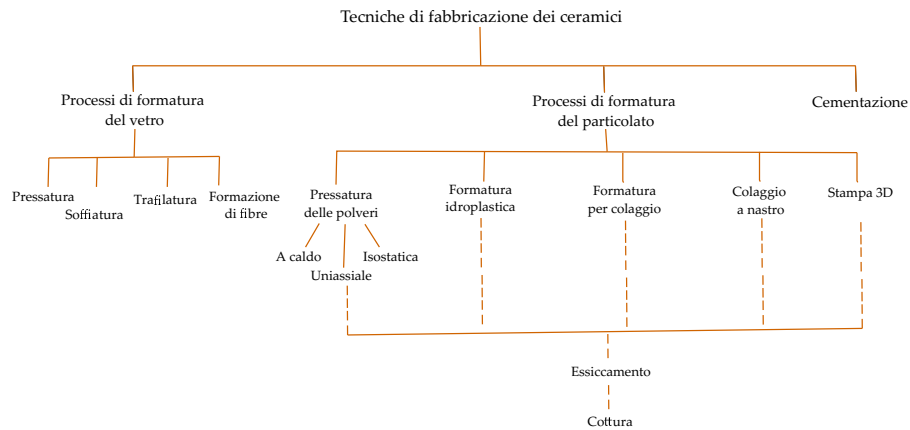 Tecniche di fabbricazione dei ceramici
Processi di formatura
del vetro
Processi di formatura
del particolato
Cementazione
Pressatura
Soffiatura
Trafilatura
Formazione
di fibre
Pressatura
delle polveri
Formatura
idroplastica
Formatura
per colaggio
Colaggio
a nastro
Stampa 3D
A caldo
Uniassiale
Isostatica
Essiccamento
Cottura